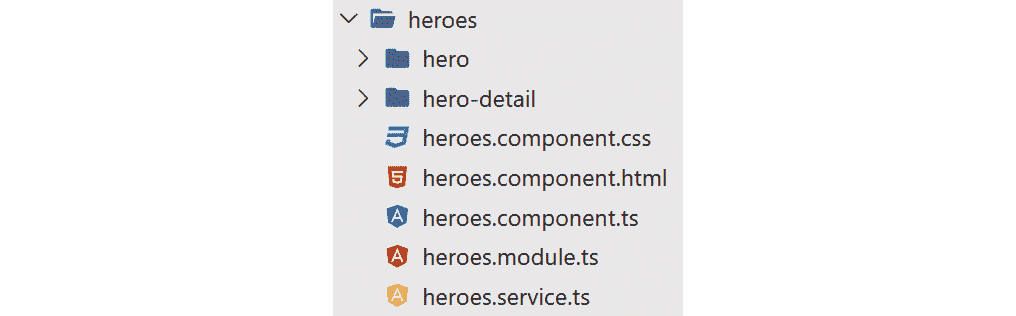 heroes
hero
hero-detail
heroes.component.css
heroes.component.html
heroes.component.ts
heroes.module.ts
heroes.service.ts